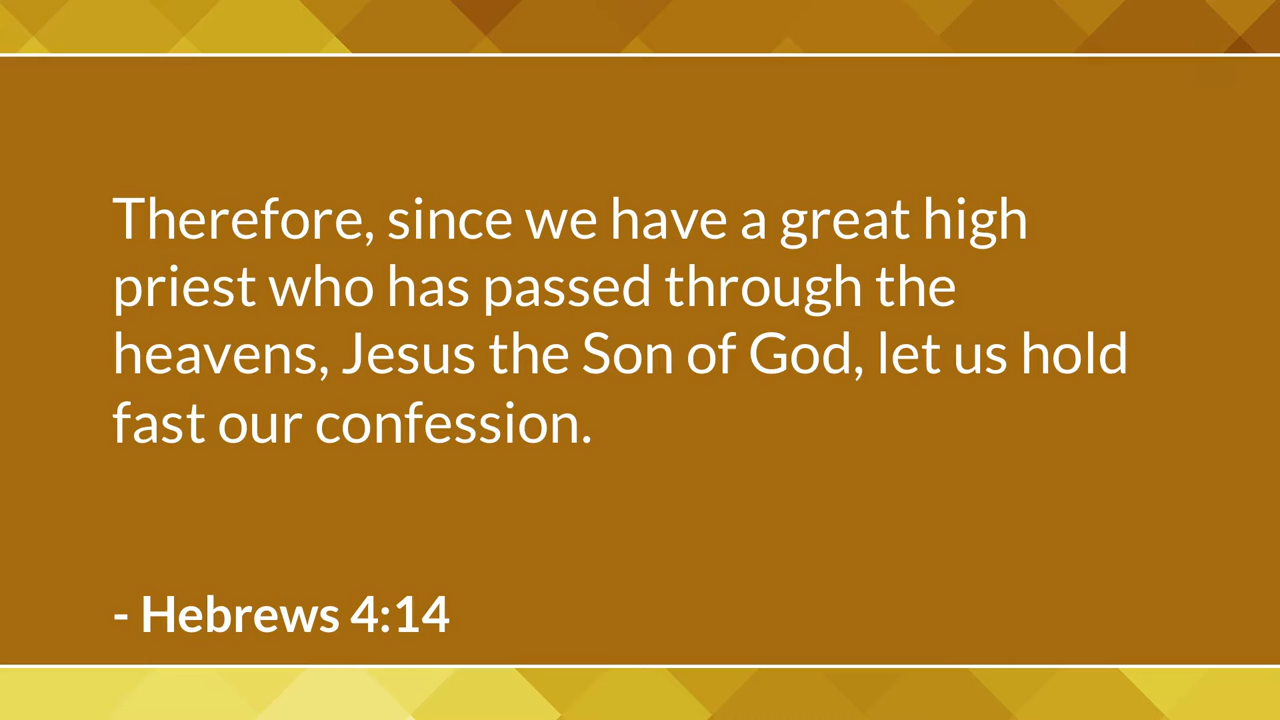 Therefore, since we have a great high
priest who has passed through the
heavens, Jesus the Son of God, let us hold
fast our confession.
- Hebrews 4:14